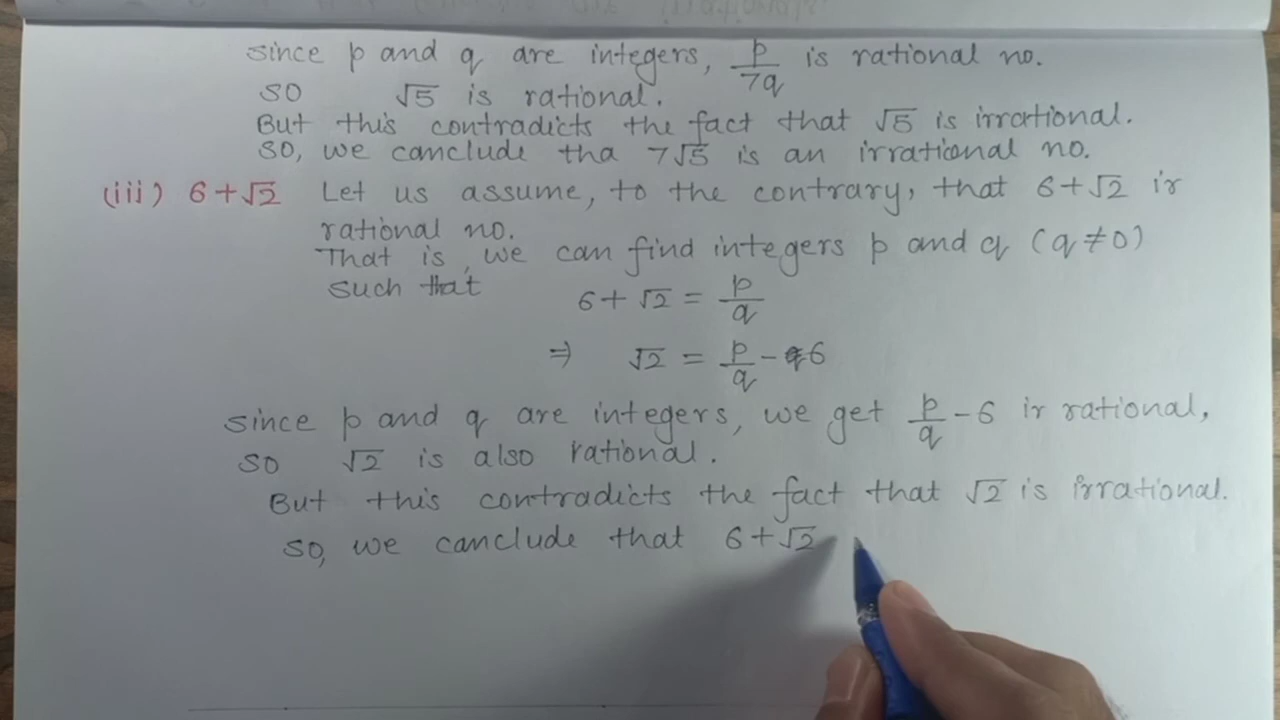 since p and q are integers, p/7q is rational no.
so √5 is rational.
But this contradicts the fact that √5 is irrational.
so, we canclude tha 7√5 is an irrational no.
(iii) 6+√2 Let us assume, to the contrary, that 6+√2 ir
rational no.
That is, we can find integers p and q (q≠0)
such that
6+√2 = p/q
⇒ √2 = p/q - 6
since p and q are integers, we get p/q - 6 ir rational,
so √2 is also rational.
But this contradicts the fact that √2 is irrational.
so, we canclude that 6+√2